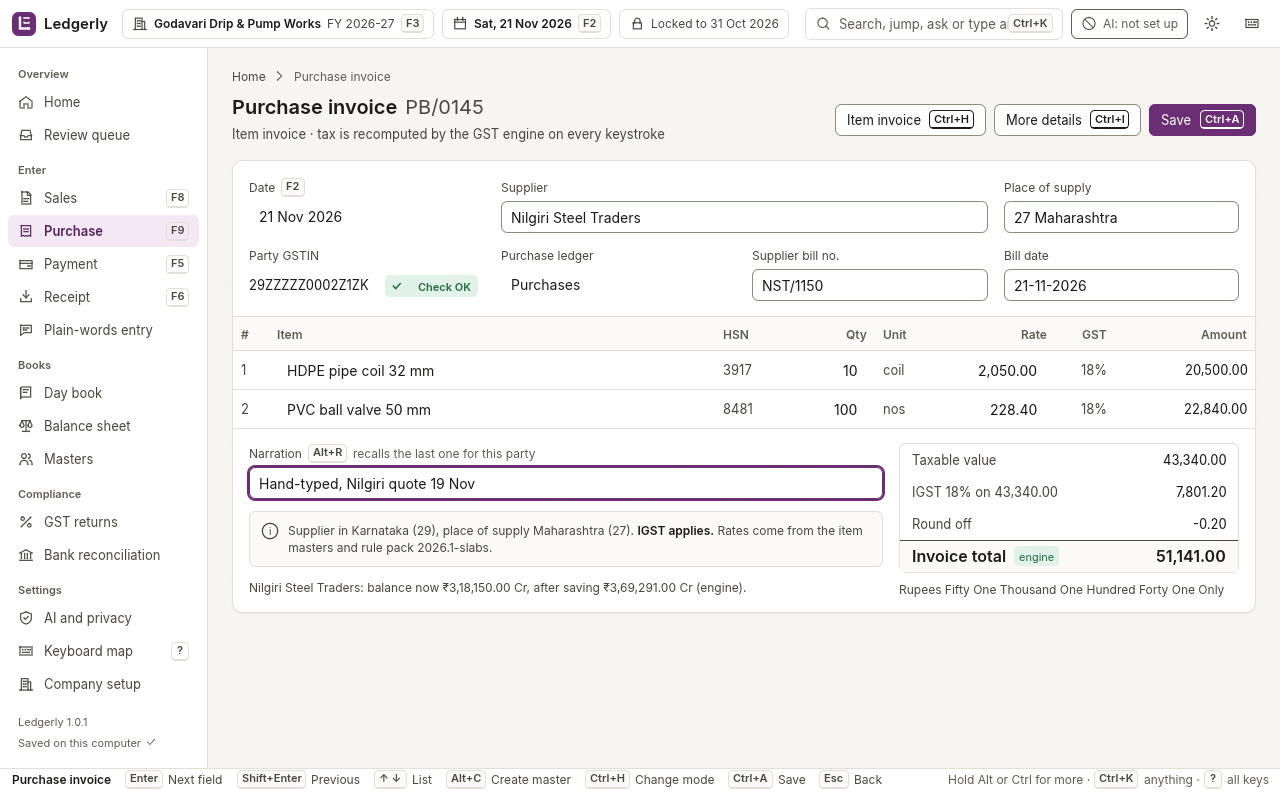 Ledgerly
Godavari Drip & Pump Works FY 2026-27 F3
Sat, 21 Nov 2026 F2
Locked to 31 Oct 2026
Search, jump, ask or type a Ctrl+K
AI: not set up
Overview
Home
Review queue
Enter
Sales F8
Purchase F9
Payment F5
Receipt F6
Plain-words entry
Books
Day book
Balance sheet
Masters
Compliance
GST returns
Bank reconciliation
Settings
AI and privacy
Keyboard map ?
Company setup
Ledgerly 1.0.1
Saved on this computer
Home Purchase invoice
Purchase invoice PB/0145
Item invoice · tax is recomputed by the GST engine on every keystroke
Item invoice Ctrl+H
More details Ctrl+I
Save Ctrl+A
Date F2
21 Nov 2026
Supplier
Nilgiri Steel Traders
Place of supply
27 Maharashtra
Party GSTIN
29ZZZZZ0002Z1ZK Check OK
Purchase ledger
Purchases
Supplier bill no.
NST/1150
Bill date
21-11-2026
# Item HSN Qty Unit Rate GST Amount
1 HDPE pipe coil 32 mm 3917 10 coil 2,050.00 18% 20,500.00
2 PVC ball valve 50 mm 8481 100 nos 228.40 18% 22,840.00
Narration Alt+R recalls the last one for this party
Hand-typed, Nilgiri quote 19 Nov
Supplier in Karnataka (29), place of supply Maharashtra (27). IGST applies. Rates come from the item
masters and rule pack 2026.1-slabs.
Nilgiri Steel Traders: balance now ₹3,18,150.00 Cr, after saving ₹3,69,291.00 Cr (engine).
Taxable value 43,340.00
IGST 18% on 43,340.00 7,801.20
Round off -0.20
Invoice total engine 51,141.00
Rupees Fifty One Thousand One Hundred Forty One Only
Purchase invoice Enter Next field Shift+Enter Previous ↑ ↓ List Alt+C Create master Ctrl+H Change mode Ctrl+A Save Esc Back Hold Alt or Ctrl for more · Ctrl+K anything · ? all keys